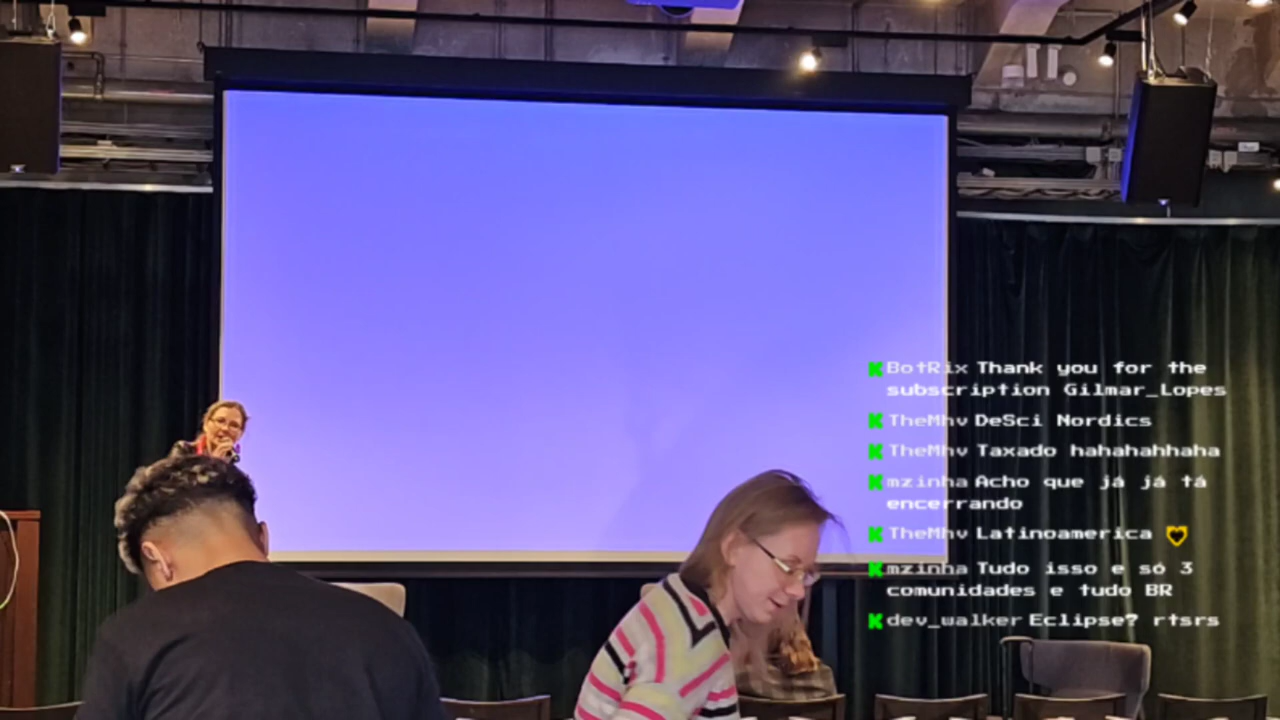 BotRix Thank you for the
subscription Gilmar_Lopes
TheMhv DeSci Nordics
TheMhv Taxado hahahahhaha
mzinha Acho que já já tá
encerrando
TheMhv Latinoamerica
mzinha Tudo isso e só 3
comunidades e tudo BR
dev_walker Eclipse? rtsrs